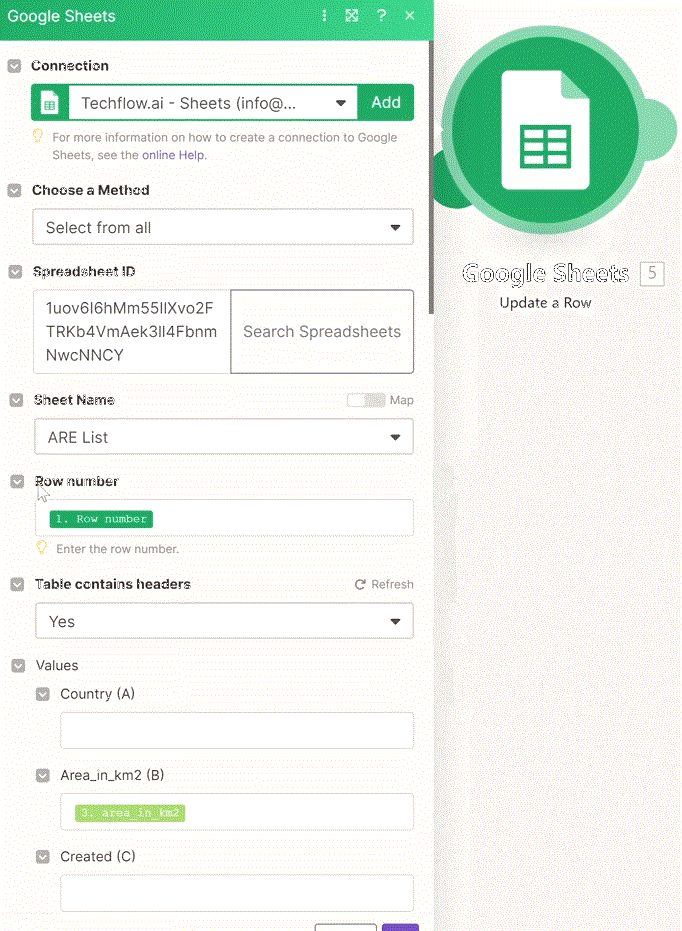 Google Sheets
Connection
Techflow.ai - Sheets (info@...
Add
For more information on how to create a connection to Google
Sheets, see the online Help.
Choose a Method
Select from all
Spreadsheet ID
1uov6I6hMm55IlXvo2F
TRKb4VmAek3Il4Fbnm
NwcNNCY
Search Spreadsheets
Sheet Name
Map
ARE List
Row number
1. Row number
Enter the row number.
Table contains headers
Refresh
Yes
Values
Country (A)
Area_in_km2 (B)
3. area_in_km2
Created (C)
Google Sheets
5
Update a Row